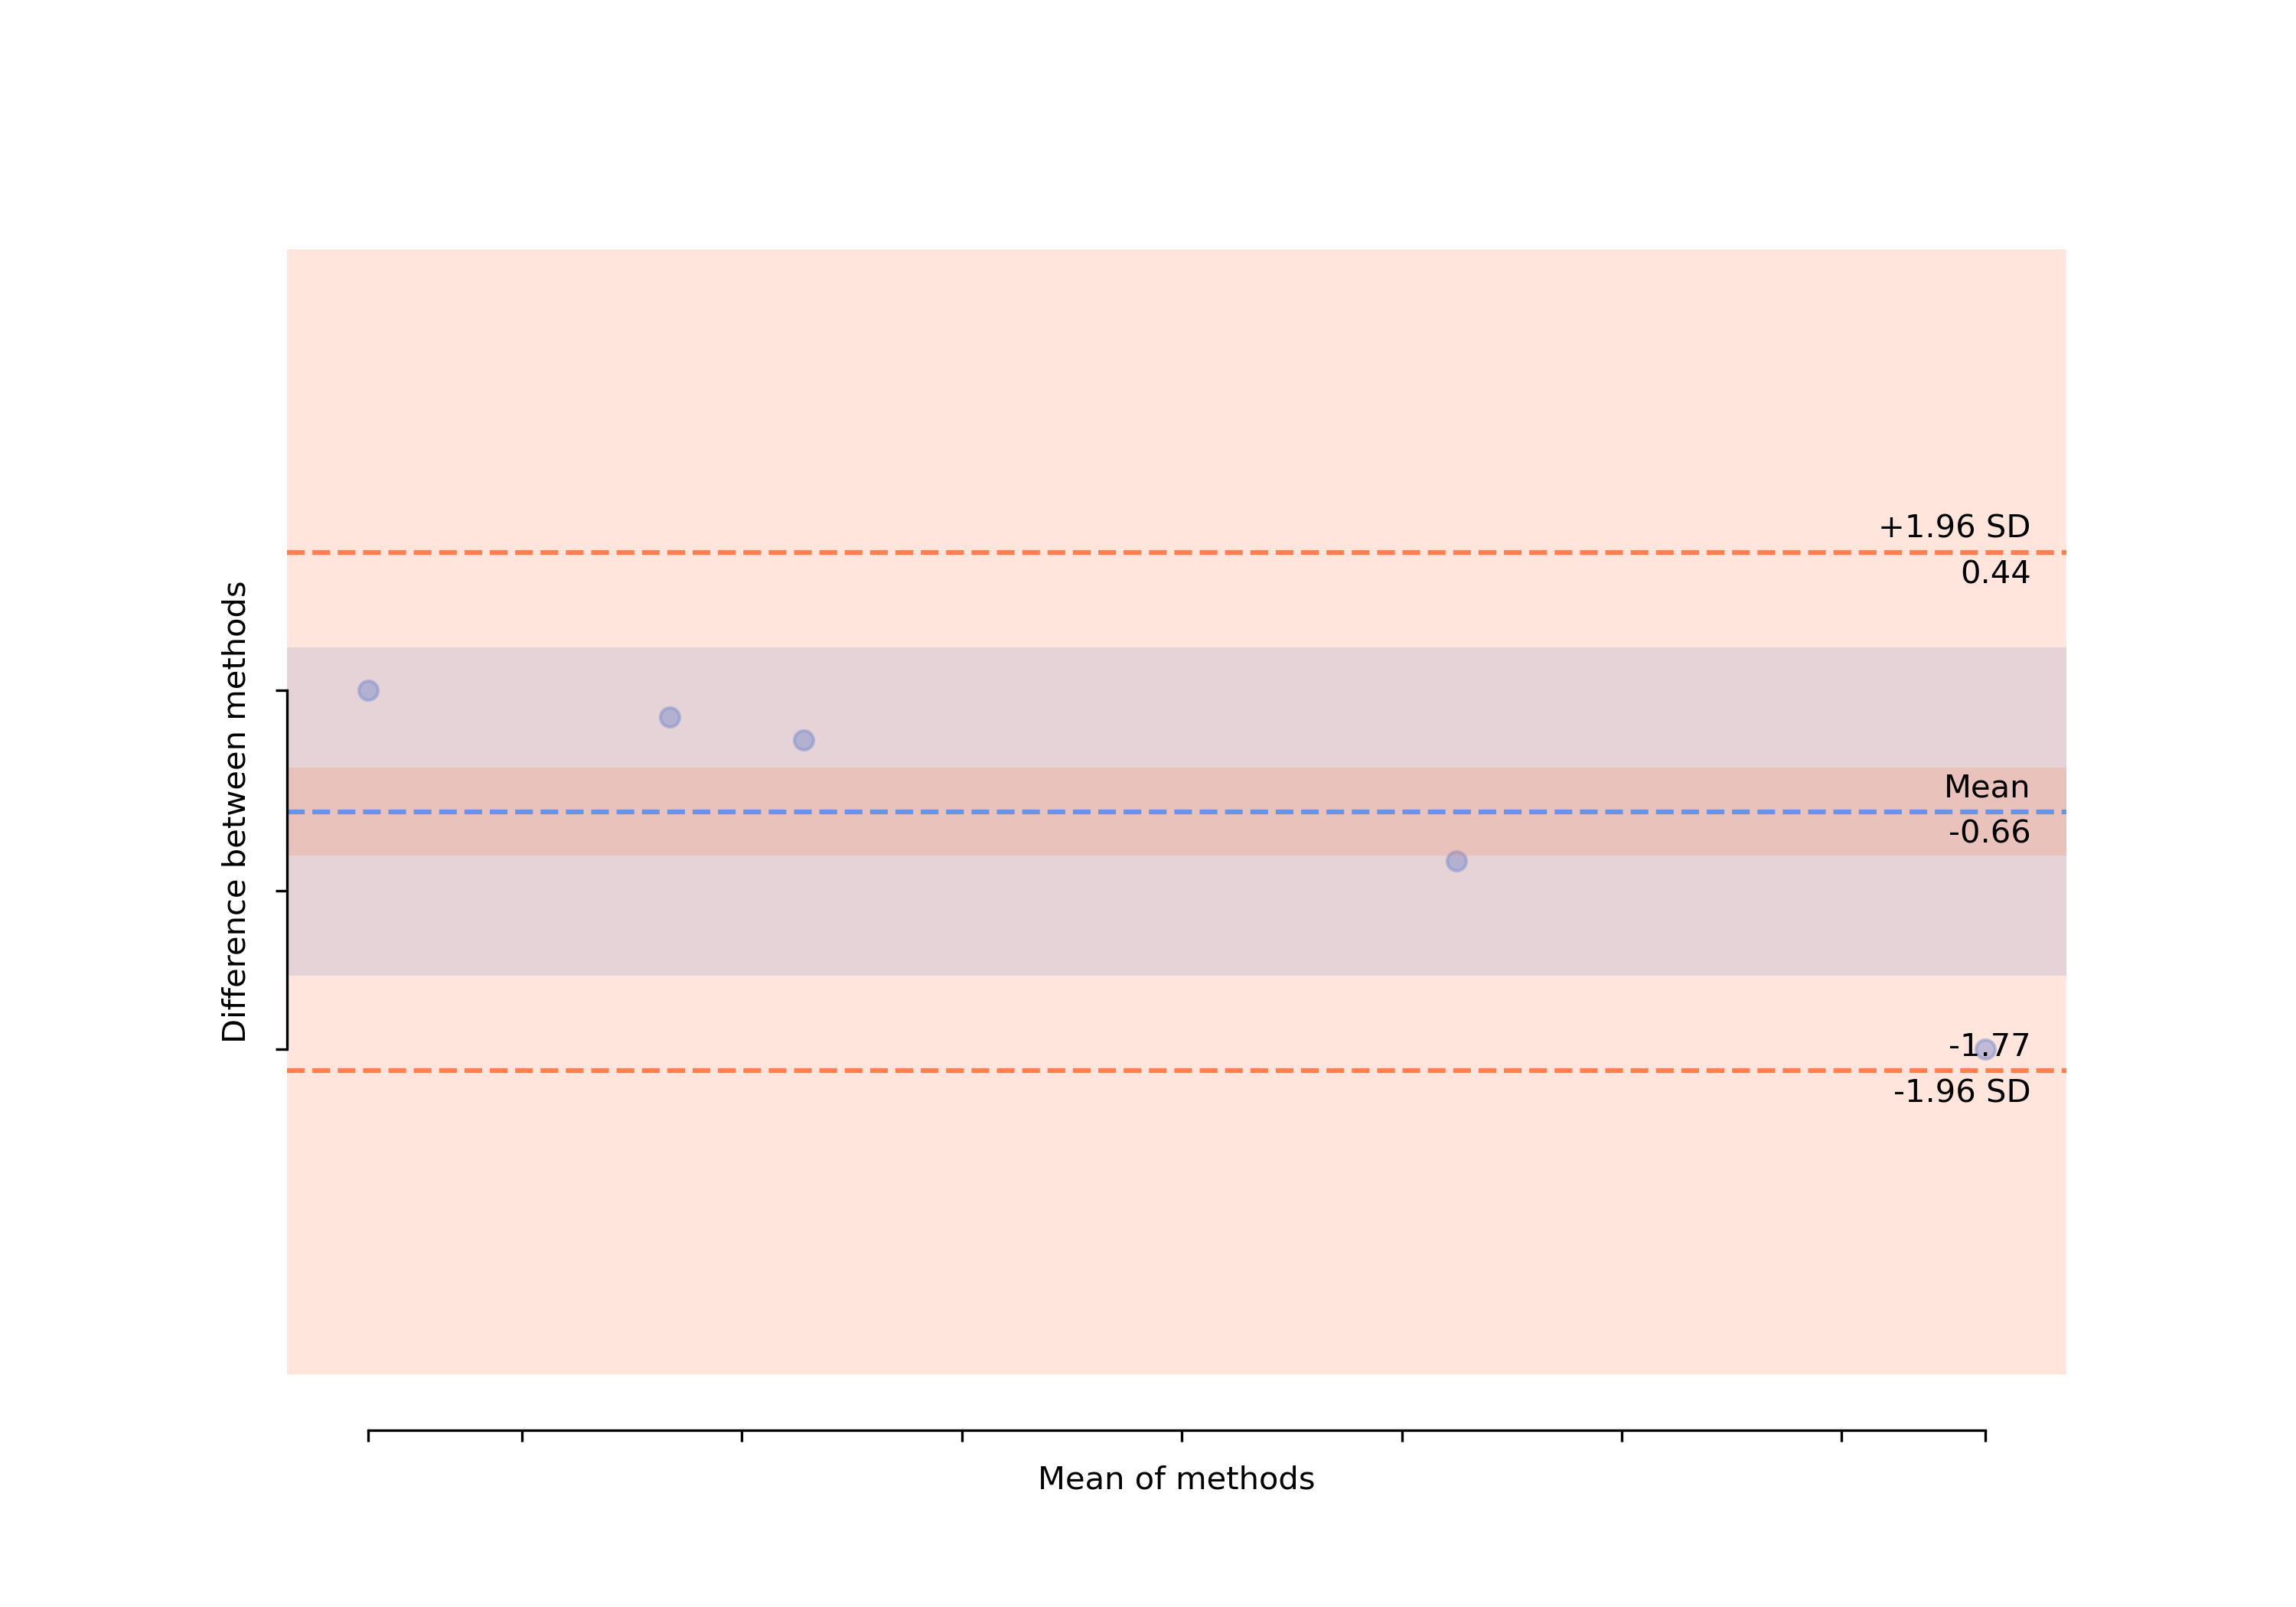 +1.96 SD
0.44
Mean
-0.66
-1.77
-1.96 SD
Difference between methods
Mean of methods